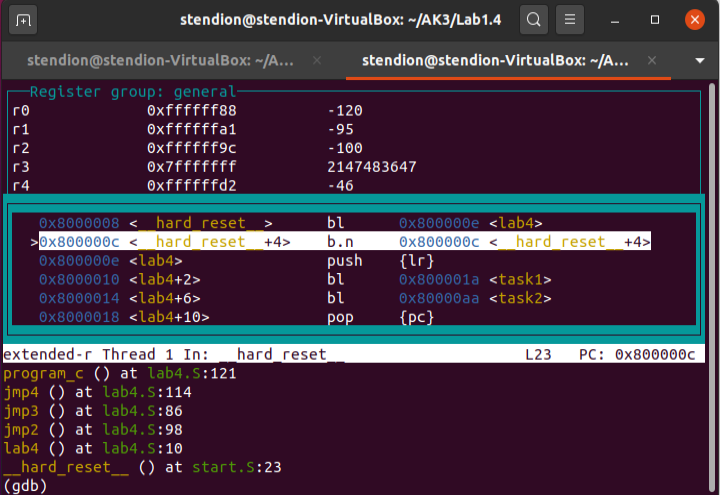 stendion@stendion-VirtualBox: ~/AK3/Lab1.4
stendion@stendion-VirtualBox: ~/A... × stendion@stendion-VirtualBox: ~/A... ×
Register group: general
r0 0xffffff88 -120
r1 0xffffffa1 -95
r2 0xffffff9c -100
r3 0x7fffffff 2147483647
r4 0xffffffd2 -46
0x8000008 <__hard_reset__> bl 0x800000e <lab4>
>0x800000c <__hard_reset__+4> b.n 0x800000c <__hard_reset__+4>
0x800000e <lab4> push {lr}
0x8000010 <lab4+2> bl 0x800001a <task1>
0x8000014 <lab4+6> bl 0x80000aa <task2>
0x8000018 <lab4+10> pop {pc}
extended-r Thread 1 In: __hard_reset__ L23 PC: 0x800000c
program_c () at lab4.S:121
jmp4 () at lab4.S:114
jmp3 () at lab4.S:86
jmp2 () at lab4.S:98
lab4 () at lab4.S:10
__hard_reset__ () at start.S:23
(gdb)